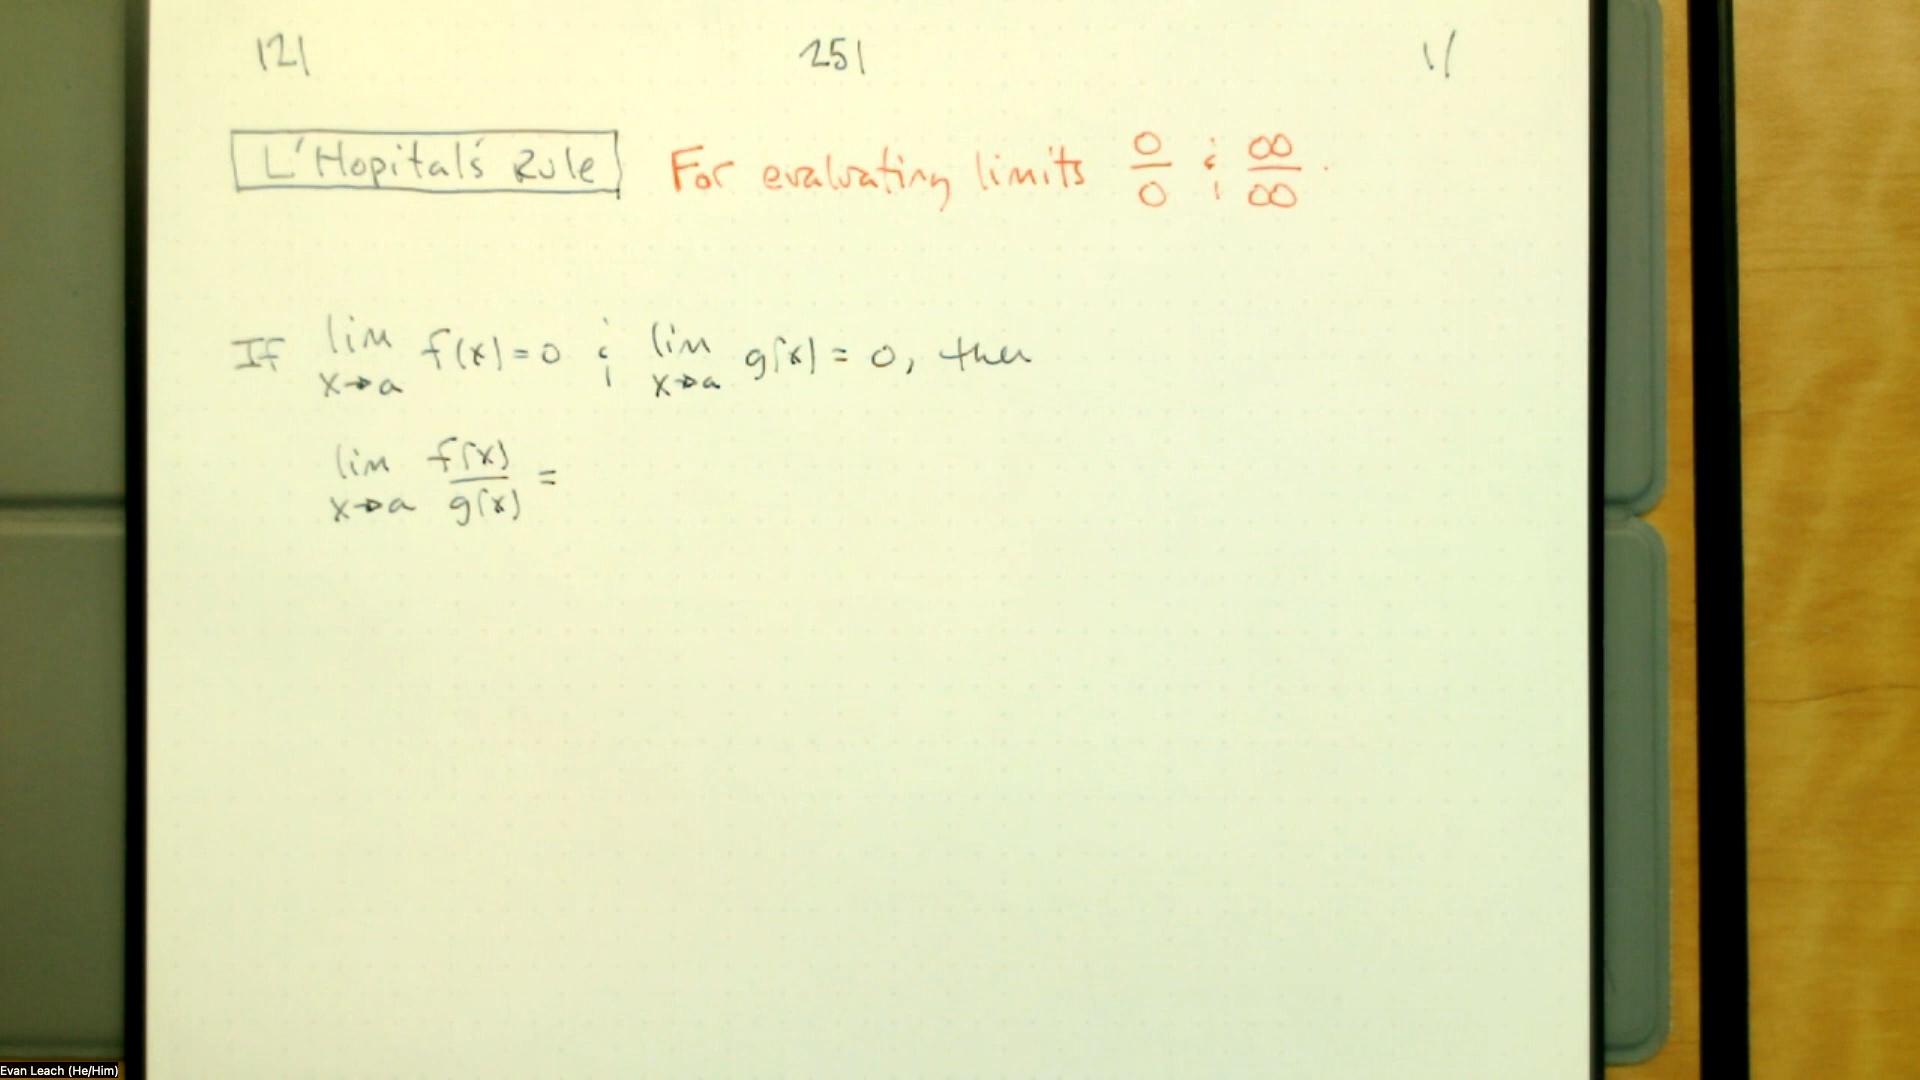 121 251 1/
L'Hopital's Rule For evaluating limits 0/0 & ∞/∞.
If lim x→a f(x)=0 & lim x→a g(x)=0, then
lim x→a f(x)/g(x) =
Evan Leach (He/Him)